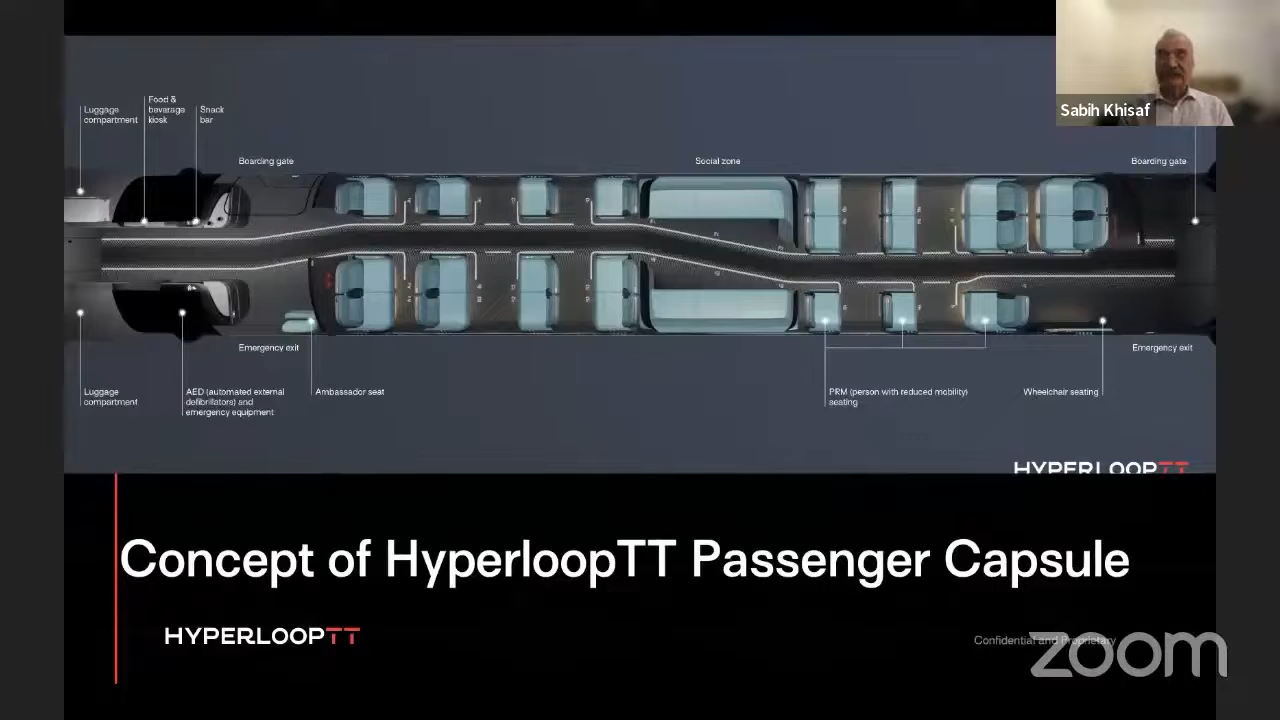 Sabih Khisaf
Luggage
compartment
Food &
beverage
kiosk
Snack
bar
Boarding gate
Social zone
Boarding gate
Emergency exit
Emergency exit
Luggage
compartment
AED (automated external
defibrillators) and
emergency equipment
Ambassador seat
PRM (person with reduced mobility)
seating
Wheelchair seating
HYPERLOOPTT
Concept of HyperloopTT Passenger Capsule
HYPERLOOPTT
Confidential and Proprietary
zoom